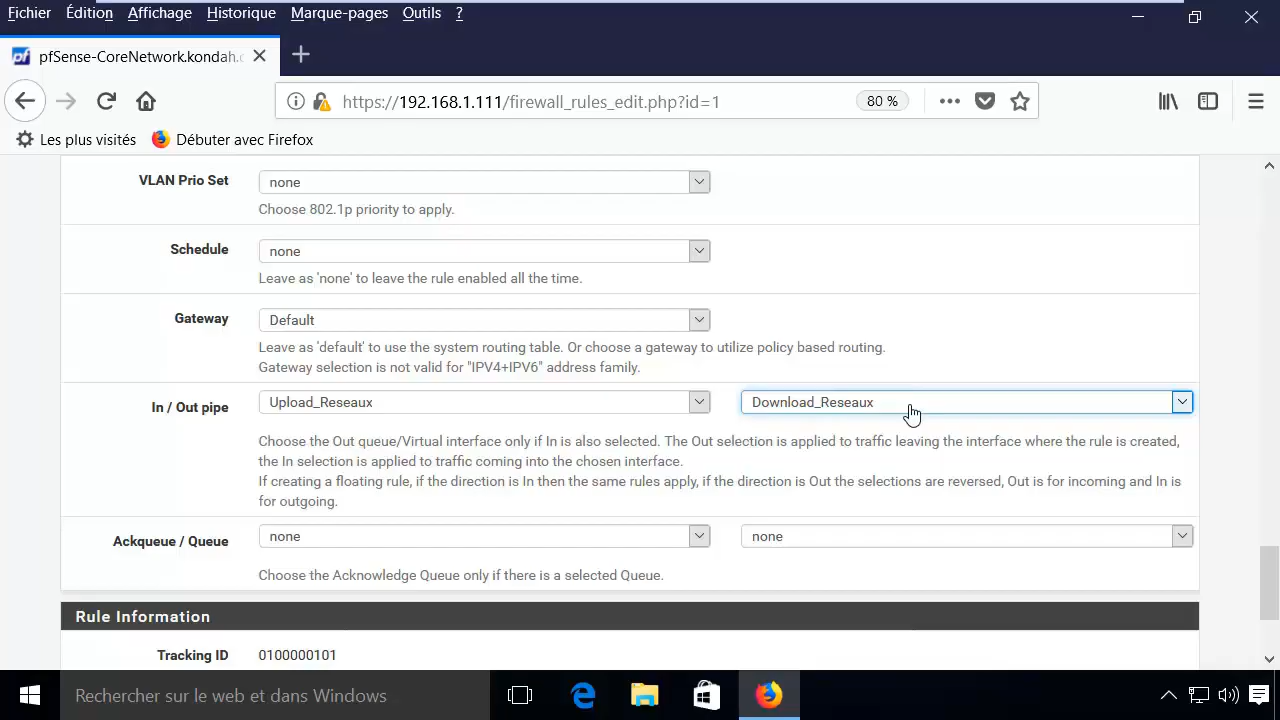 Fichier Édition Affichage Historique Marque-pages Outils ?
pfSense-CoreNetwork.kondah.
https://192.168.1.111/firewall_rules_edit.php?id=1
80 %
Les plus visités Débuter avec Firefox
VLAN Prio Set none
Choose 802.1p priority to apply.
Schedule none
Leave as 'none' to leave the rule enabled all the time.
Gateway Default
Leave as 'default' to use the system routing table. Or choose a gateway to utilize policy based routing.
Gateway selection is not valid for "IPV4+IPV6" address family.
In / Out pipe Upload_Reseaux Download_Reseaux
Choose the Out queue/Virtual interface only if In is also selected. The Out selection is applied to traffic leaving the interface where the rule is created,
the In selection is applied to traffic coming into the chosen interface.
If creating a floating rule, if the direction is In then the same rules apply, if the direction is Out the selections are reversed, Out is for incoming and In is
for outgoing.
Ackqueue / Queue none none
Choose the Acknowledge Queue only if there is a selected Queue.
Rule Information
Tracking ID 0100000101
Rechercher sur le web et dans Windows